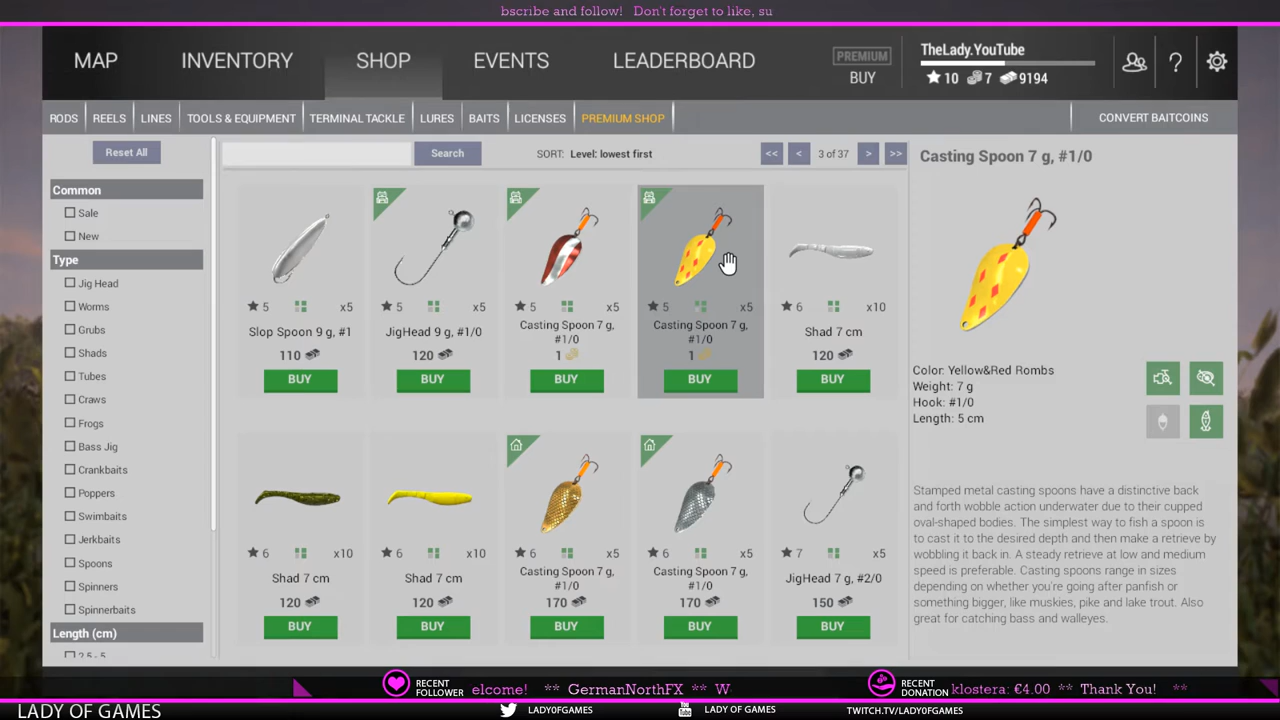 bscribe and follow!   Don't forget to like, su
MAP
INVENTORY
SHOP
EVENTS
LEADERBOARD
PREMIUM
BUY
TheLady.YouTube
10 7 9194
?
RODS
REELS
LINES
TOOLS & EQUIPMENT
TERMINAL TACKLE
LURES
BAITS
LICENSES
PREMIUM SHOP
CONVERT BAITCOINS
Reset All
Search
SORT: Level: lowest first
<< < 3 of 37 > >>
Common
Sale
New
Type
Jig Head
Worms
Grubs
Shads
Tubes
Craws
Frogs
Bass Jig
Crankbaits
Poppers
Swimbaits
Jerkbaits
Spoons
Spinners
Spinnerbaits
Length (cm)
2.5 - 5
5 x5
Slop Spoon 9 g, #1
110
BUY
5 x5
JigHead 9 g, #1/0
120
BUY
5 x5
Casting Spoon 7 g,
#1/0
1
BUY
5 x5
Casting Spoon 7 g,
#1/0
1
BUY
6 x10
Shad 7 cm
120
BUY
6 x10
Shad 7 cm
120
BUY
6 x10
Shad 7 cm
120
BUY
6 x5
Casting Spoon 7 g,
#1/0
170
BUY
6 x5
Casting Spoon 7 g,
#1/0
170
BUY
7 x5
JigHead 7 g, #2/0
150
BUY
Casting Spoon 7 g, #1/0
Color: Yellow&Red Rombs
Weight: 7 g
Hook: #1/0
Length: 5 cm
Stamped metal casting spoons have a distinctive back
and forth wobble action underwater due to their cupped
oval-shaped bodies. The simplest way to fish a spoon is
to cast it to the desired depth and then make a retrieve by
wobbling it back in. A steady retrieve at low and medium
speed is preferable. Casting spoons range in sizes
depending on whether you're going after panfish or
something bigger, like muskies, pike and lake trout. Also
great for catching bass and walleyes.
RECENT
FOLLOWER
elcome!   ** GermanNorthFX ** W
RECENT
DONATION
klostera: €4.00 ** Thank You! **
LADY OF GAMES
LADY0FGAMES
LADY OF GAMES
TWITCH.TV/LADY0FGAMES